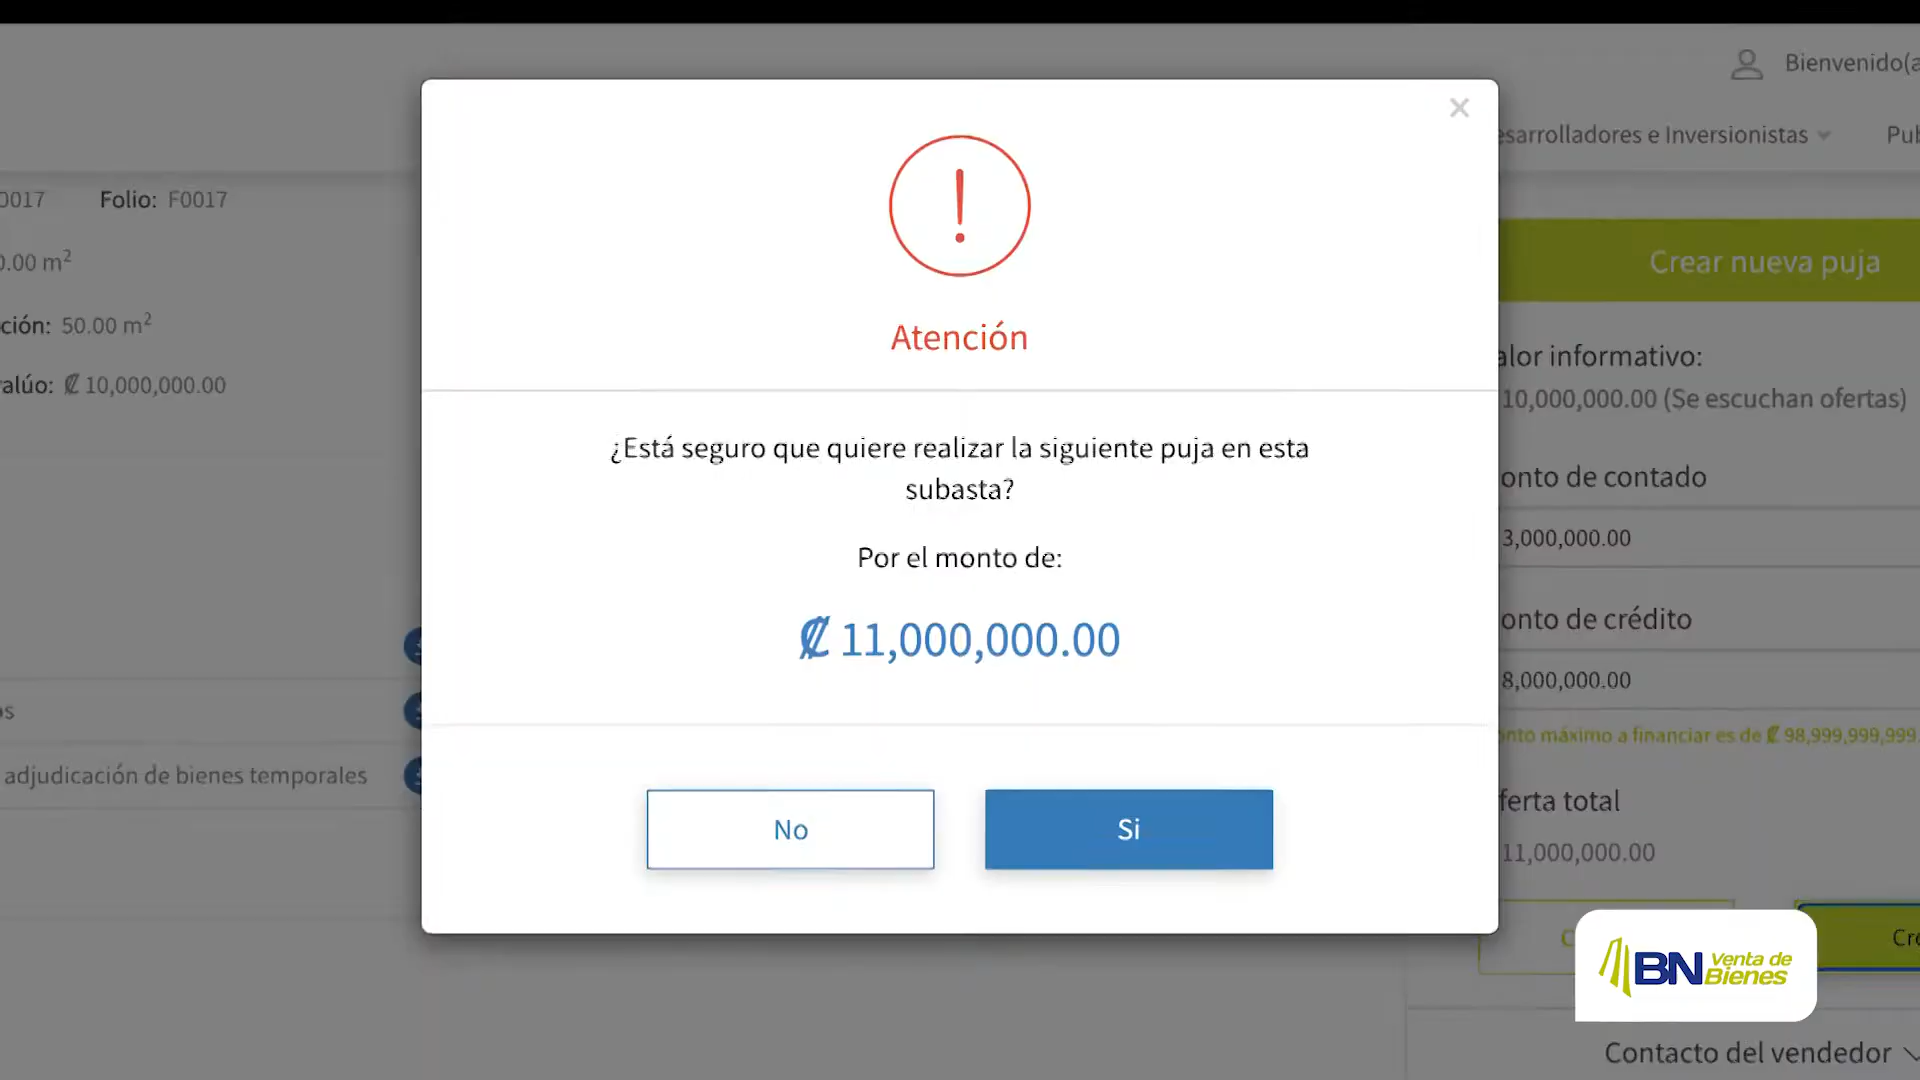 Bienvenido(a
esarrolladores e Inversionistas
Pub
0017
Folio: F0017
0.00 m²
ción: 50.00 m²
alúo: ₡ 10,000,000.00
os
adjudicación de bienes temporales
Atención
¿Está seguro que quiere realizar la siguiente puja en esta
subasta?
Por el monto de:
₡ 11,000,000.00
No
Si
Crear nueva puja
alor informativo:
10,000,000.00 (Se escuchan ofertas)
onto de contado
3,000,000.00
onto de crédito
8,000,000.00
onto máximo a financiar es de ₡ 98,999,999,999.
ferta total
11,000,000.00
C
Cre
BN Venta de
Bienes
Contacto del vendedor